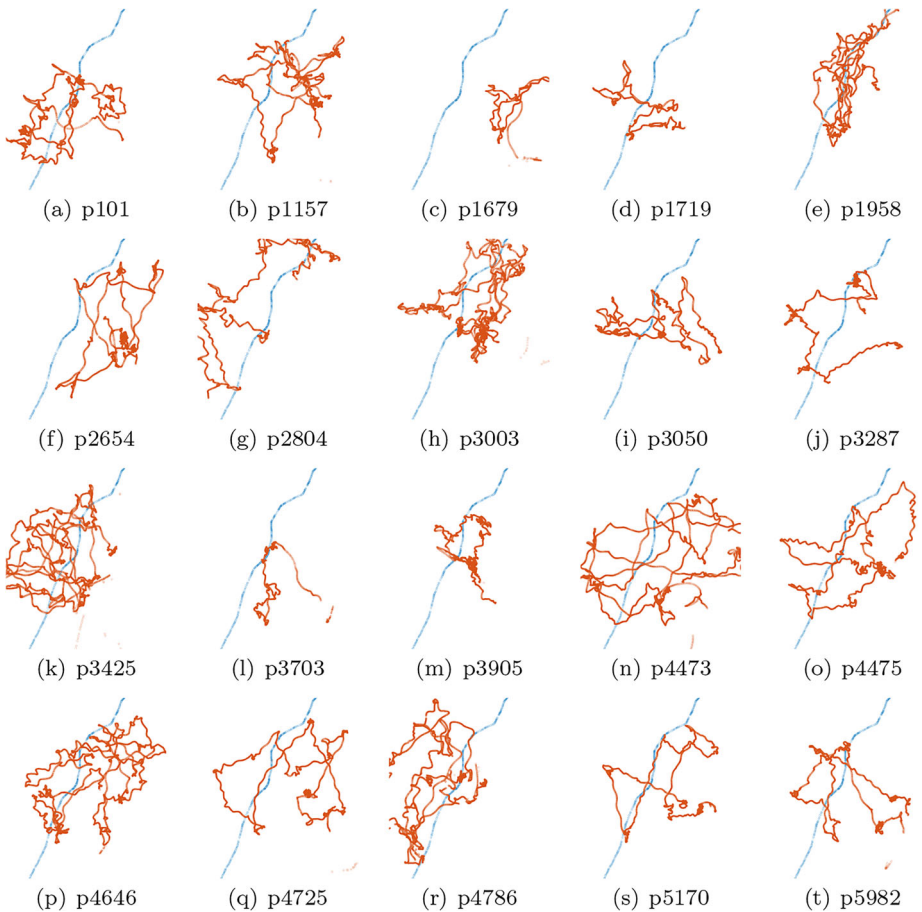 (a) p101 (b) p1157 (c) p1679 (d) p1719 (e) p1958
(f) p2654 (g) p2804 (h) p3003 (i) p3050 (j) p3287
(k) p3425 (l) p3703 (m) p3905 (n) p4473 (o) p4475
(p) p4646 (q) p4725 (r) p4786 (s) p5170 (t) p5982